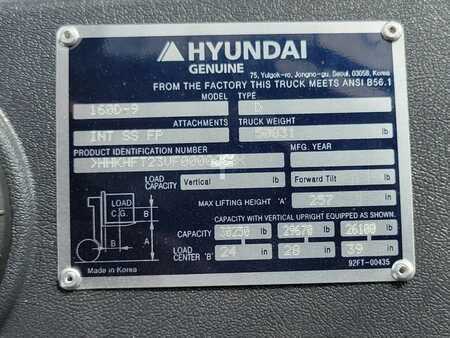 HYUNDAI
GENUINE
75, Yulgok-ro, Jongno-gu, Seoul, 03058, Korea
FROM THE FACTORY THIS TRUCK MEETS ANSI B56.1
MODEL TYPE
160D-9 D
ATTACHMENTS TRUCK WEIGHT
INT SS FP
PRODUCT IDENTIFICATION NUMBER MFG. YEAR
LOAD CAPACITY Vertical lb Forward Tilt lb
MAX LIFTING HEIGHT 'A' 257 in
CAPACITY WITH VERTICAL UPRIGHT EQUIPPED AS SHOWN.
CAPACITY 30250 lb 29670 lb 26100 lb
LOAD CENTER 'B' 24 in 28 in 39 in
LOAD
C.G.
B
B
A
Made in Korea
92FT-00435